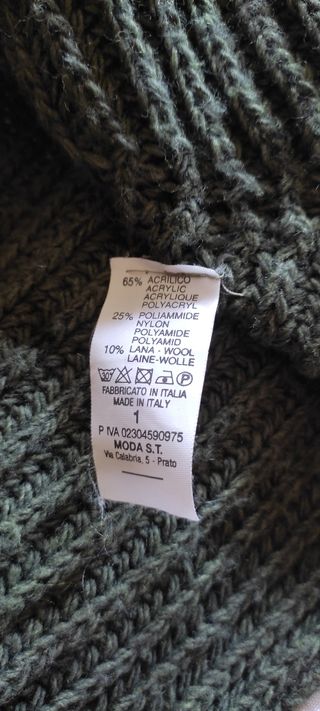 65% ACRILICO
ACRYLIC
ACRYLIQUE
POLYACRYL
25% POLIAMMIDE
NYLON
POLYAMIDE
POLYAMID
10% LANA - WOOL
LAINE-WOLLE
30° P
FABBRICATO IN ITALIA
MADE IN ITALY
1
P IVA 02304590975
MODA S.T.
Via Calabria, 5 - Prato